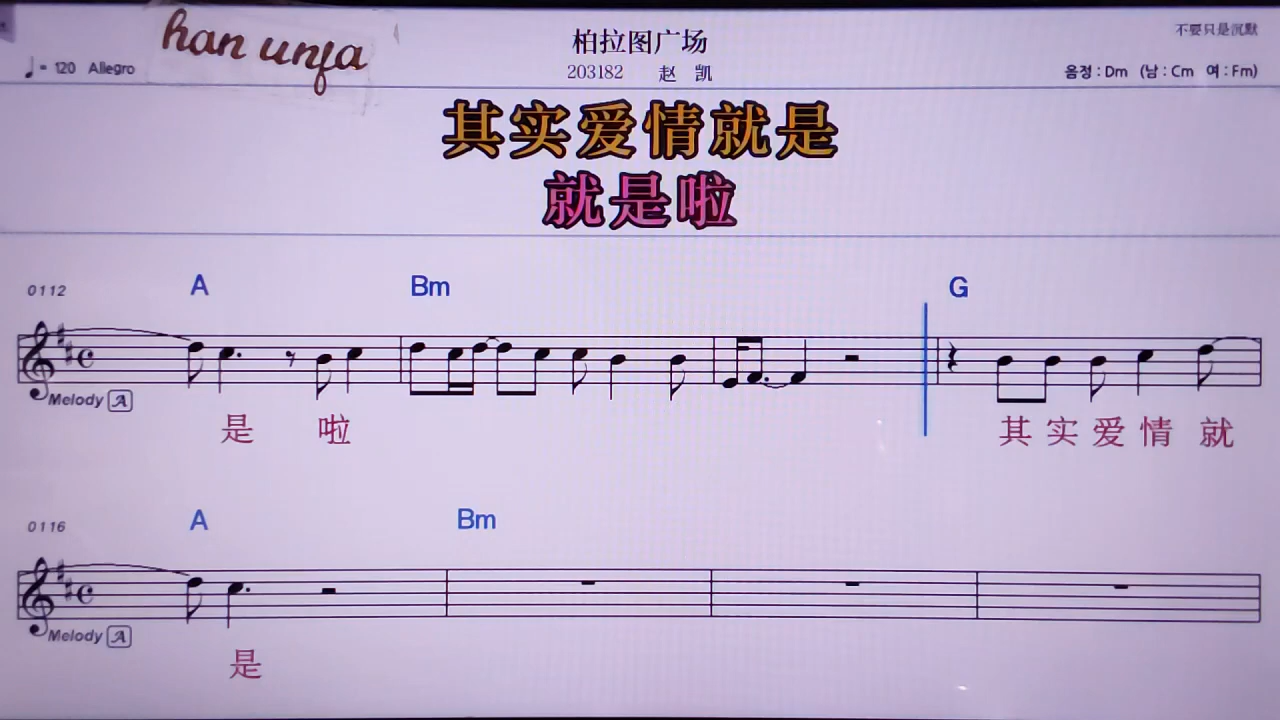 han unfa
柏拉图广场
不要只是沉默
♩= 120 Allegro
203182 赵 凯
음정 : Dm (남 : Cm 여 : Fm)
其实爱情就是
就是啦
0112 A Bm G
Melody A
是 啦 其 实 爱 情 就
0116 A Bm
Melody A
是